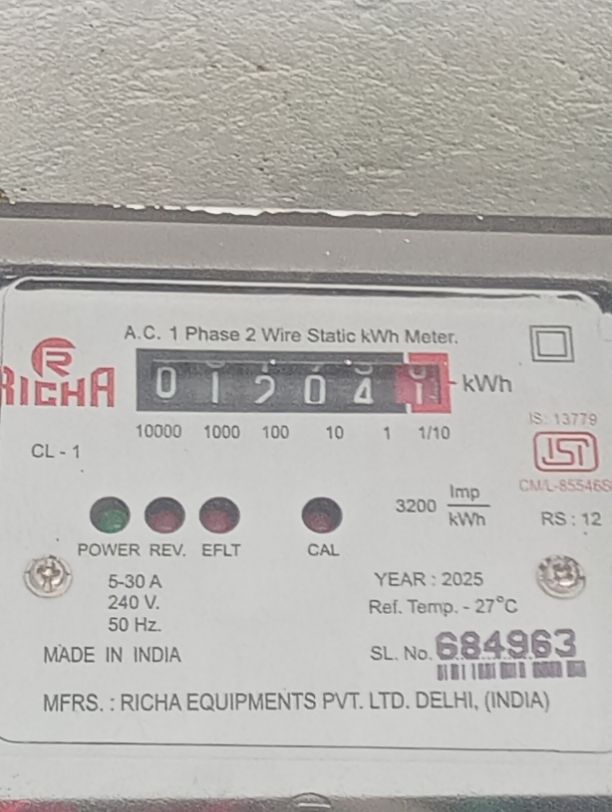 A.C. 1 Phase 2 Wire Static kWh Meter.
R
RICHA
0 1 2 0 4 1 kWh
10000 1000 100 10 1 1/10
IS: 13779
ISI
CM/L-85546
CL - 1
3200 Imp/kWh
RS : 12
POWER REV. EFLT CAL
5-30 A
240 V.
50 Hz.
YEAR : 2025
Ref. Temp. - 27°C
MADE IN INDIA
SL. No. 684963
MFRS. : RICHA EQUIPMENTS PVT. LTD. DELHI, (INDIA)